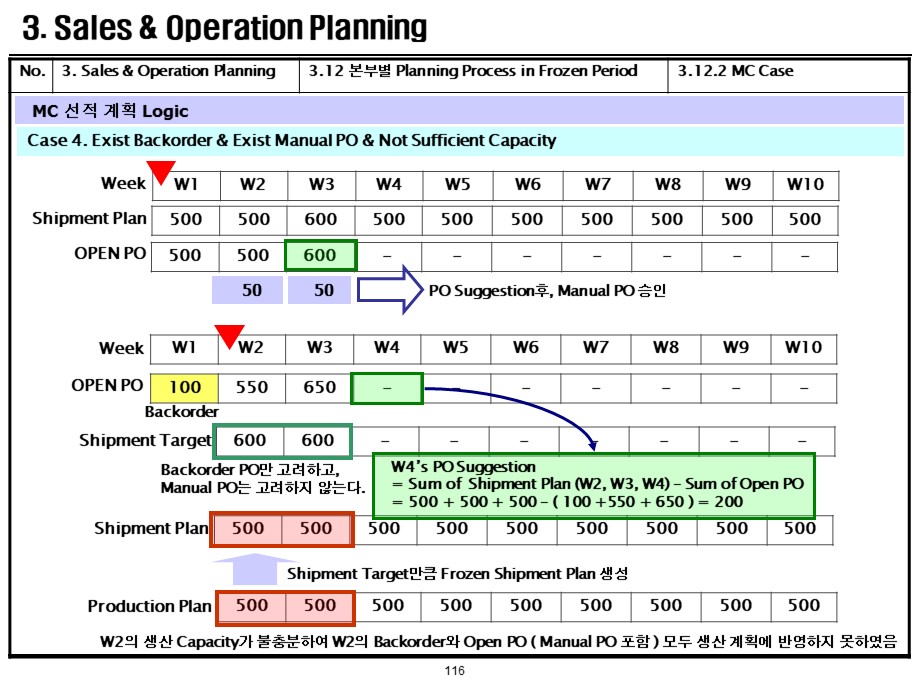 3. Sales & Operation Planning
No. 3. Sales & Operation Planning 3.12 본부별 Planning Process in Frozen Period 3.12.2 MC Case
MC 선적 계획 Logic
Case 4. Exist Backorder & Exist Manual PO & Not Sufficient Capacity
Week W1 W2 W3 W4 W5 W6 W7 W8 W9 W10
Shipment Plan 500 500 600 500 500 500 500 500 500 500
OPEN PO 500 500 600 – – – – – – –
50 50 PO Suggestion후, Manual PO 승인
Week W1 W2 W3 W4 W5 W6 W7 W8 W9 W10
OPEN PO 100 550 650 – – – – – – –
Backorder
Shipment Target 600 600 – – – – – – –
Backorder PO만 고려하고,
Manual PO는 고려하지 않는다.
W4's PO Suggestion
= Sum of Shipment Plan (W2, W3, W4) – Sum of Open PO
= 500 + 500 + 500 – ( 100 +550 + 650 ) = 200
Shipment Plan 500 500 500 500 500 500 500 500 500
Shipment Target만큼 Frozen Shipment Plan 생성
Production Plan 500 500 500 500 500 500 500 500 500
W2의 생산 Capacity가 불충분하여 W2의 Backorder와 Open PO ( Manual PO 포함 ) 모두 생산 계획에 반영하지 못하였음
116